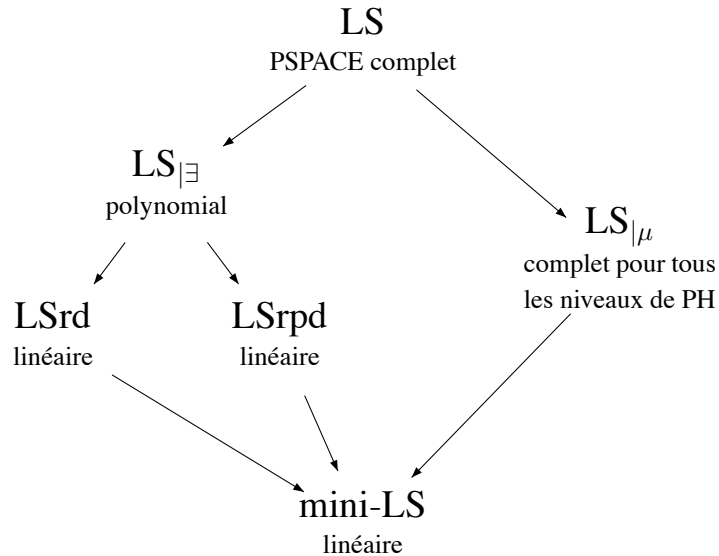 LS
PSPACE complet
LS|∃
polynomial
LS|μ
complet pour tous
les niveaux de PH
LSrd
linéaire
LSrpd
linéaire
mini-LS
linéaire